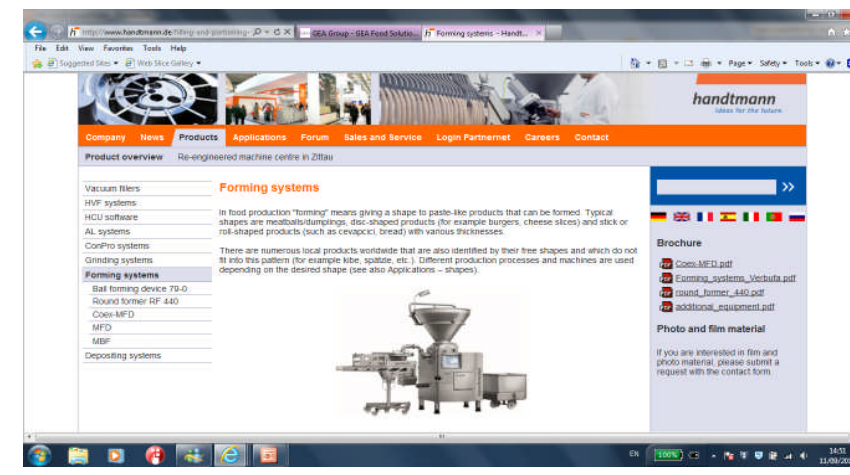 http://www.handtmann.de/filling-and-portioning-
GEA Group - GEA Food Solutio...
Forming systems - Handt...
File Edit View Favorites Tools Help
Suggested Sites
Web Slice Gallery
Page Safety Tools
handtmann
Ideas for the future
Company News Products Applications Forum Sales and Service Login Partnernet Careers Contact
Product overview Re-engineered machine centre in Zittau
Vacuum fillers
HVF systems
HCU software
AL systems
ConPro systems
Grinding systems
Forming systems
Ball forming device 79-0
Round former RF 440
Coex-MFD
MFD
MBF
Depositing systems
Forming systems
In food production "forming" means giving a shape to paste-like products that can be formed. Typical
shapes are meatballs/dumplings, disc-shaped products (for example burgers, cheese slices) and stick or
roll-shaped products (such as cevapcici, bread) with various thicknesses.
There are numerous local products worldwide that are also identified by their free shapes and which do not
fit into this pattern (for example kibe, spätzle, etc.). Different production processes and machines are used
depending on the desired shape (see also Applications – shapes).
Brochure
Coex-MFD.pdf
Forming_systems_Verbufa.pdf
round_former_440.pdf
additional_equipment.pdf
Photo and film material
If you are interested in film and
photo material, please submit a
request with the contact form.
EN
100%
14:51